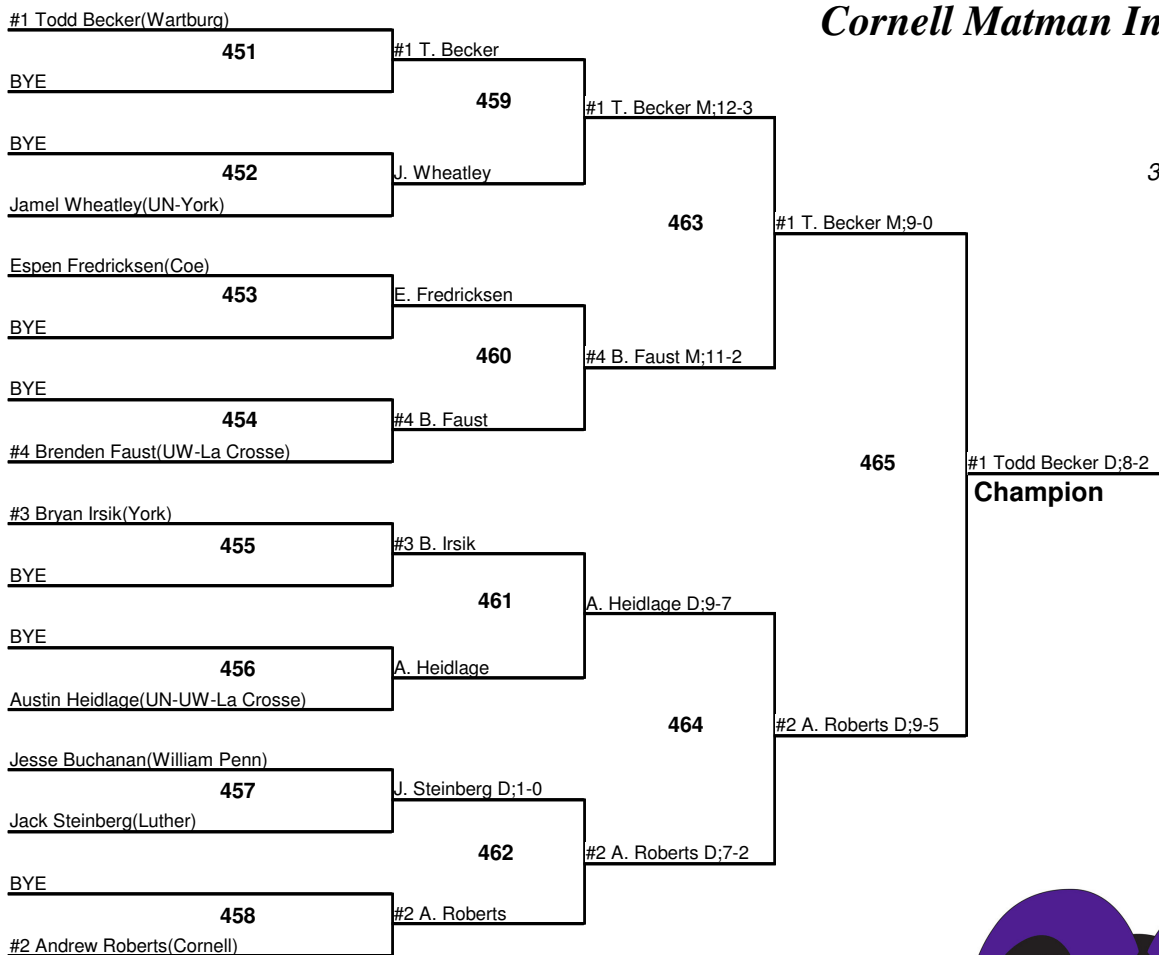 Cornell Matman In
3
#1 Todd Becker(Wartburg)
451
BYE
BYE
452
Jamel Wheatley(UN-York)
Espen Fredricksen(Coe)
453
BYE
BYE
454
#4 Brenden Faust(UW-La Crosse)
#3 Bryan Irsik(York)
455
BYE
BYE
456
Austin Heidlage(UN-UW-La Crosse)
Jesse Buchanan(William Penn)
457
Jack Steinberg(Luther)
BYE
458
#2 Andrew Roberts(Cornell)
#1 T. Becker
459
J. Wheatley
E. Fredricksen
460
#4 B. Faust
#3 B. Irsik
461
A. Heidlage
J. Steinberg D;1-0
462
#2 A. Roberts
#1 T. Becker M;12-3
463
#4 B. Faust M;11-2
A. Heidlage D;9-7
464
#2 A. Roberts D;7-2
#1 T. Becker M;9-0
465
#2 A. Roberts D;9-5
#1 Todd Becker D;8-2
Champion